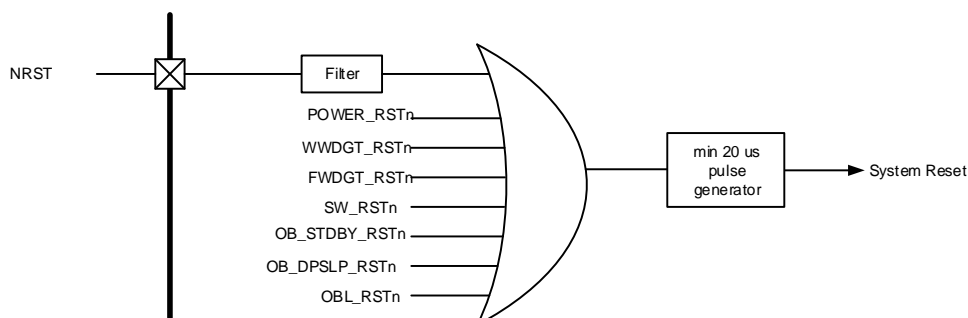 NRST
Filter
POWER_RSTn
WWDGT_RSTn
FWDGT_RSTn
SW_RSTn
OB_STDBY_RSTn
OB_DPSLP_RSTn
OBL_RSTn
min 20 us
pulse
generator
System Reset